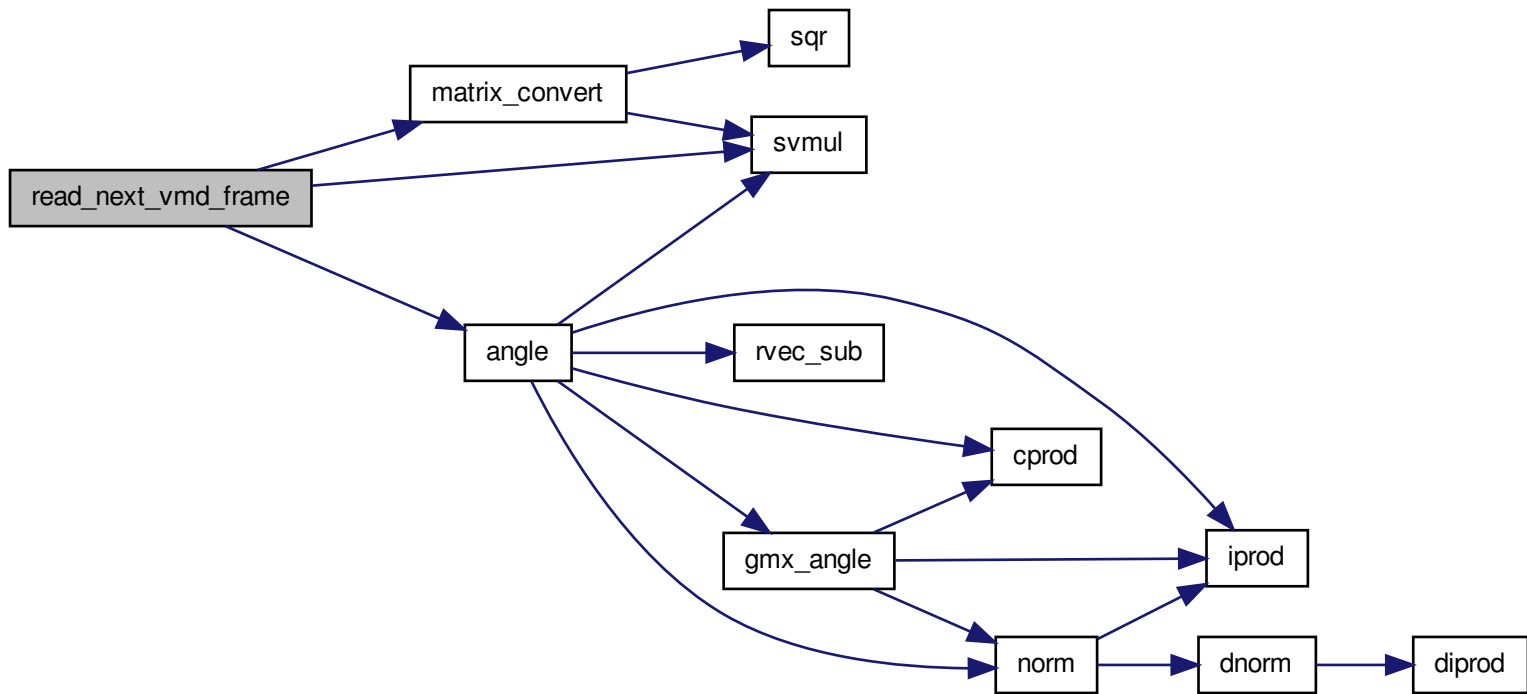 sqr
matrix_convert
svmul
read_next_vmd_frame
angle
rvec_sub
cprod
gmx_angle
iprod
norm
dnorm
diprod